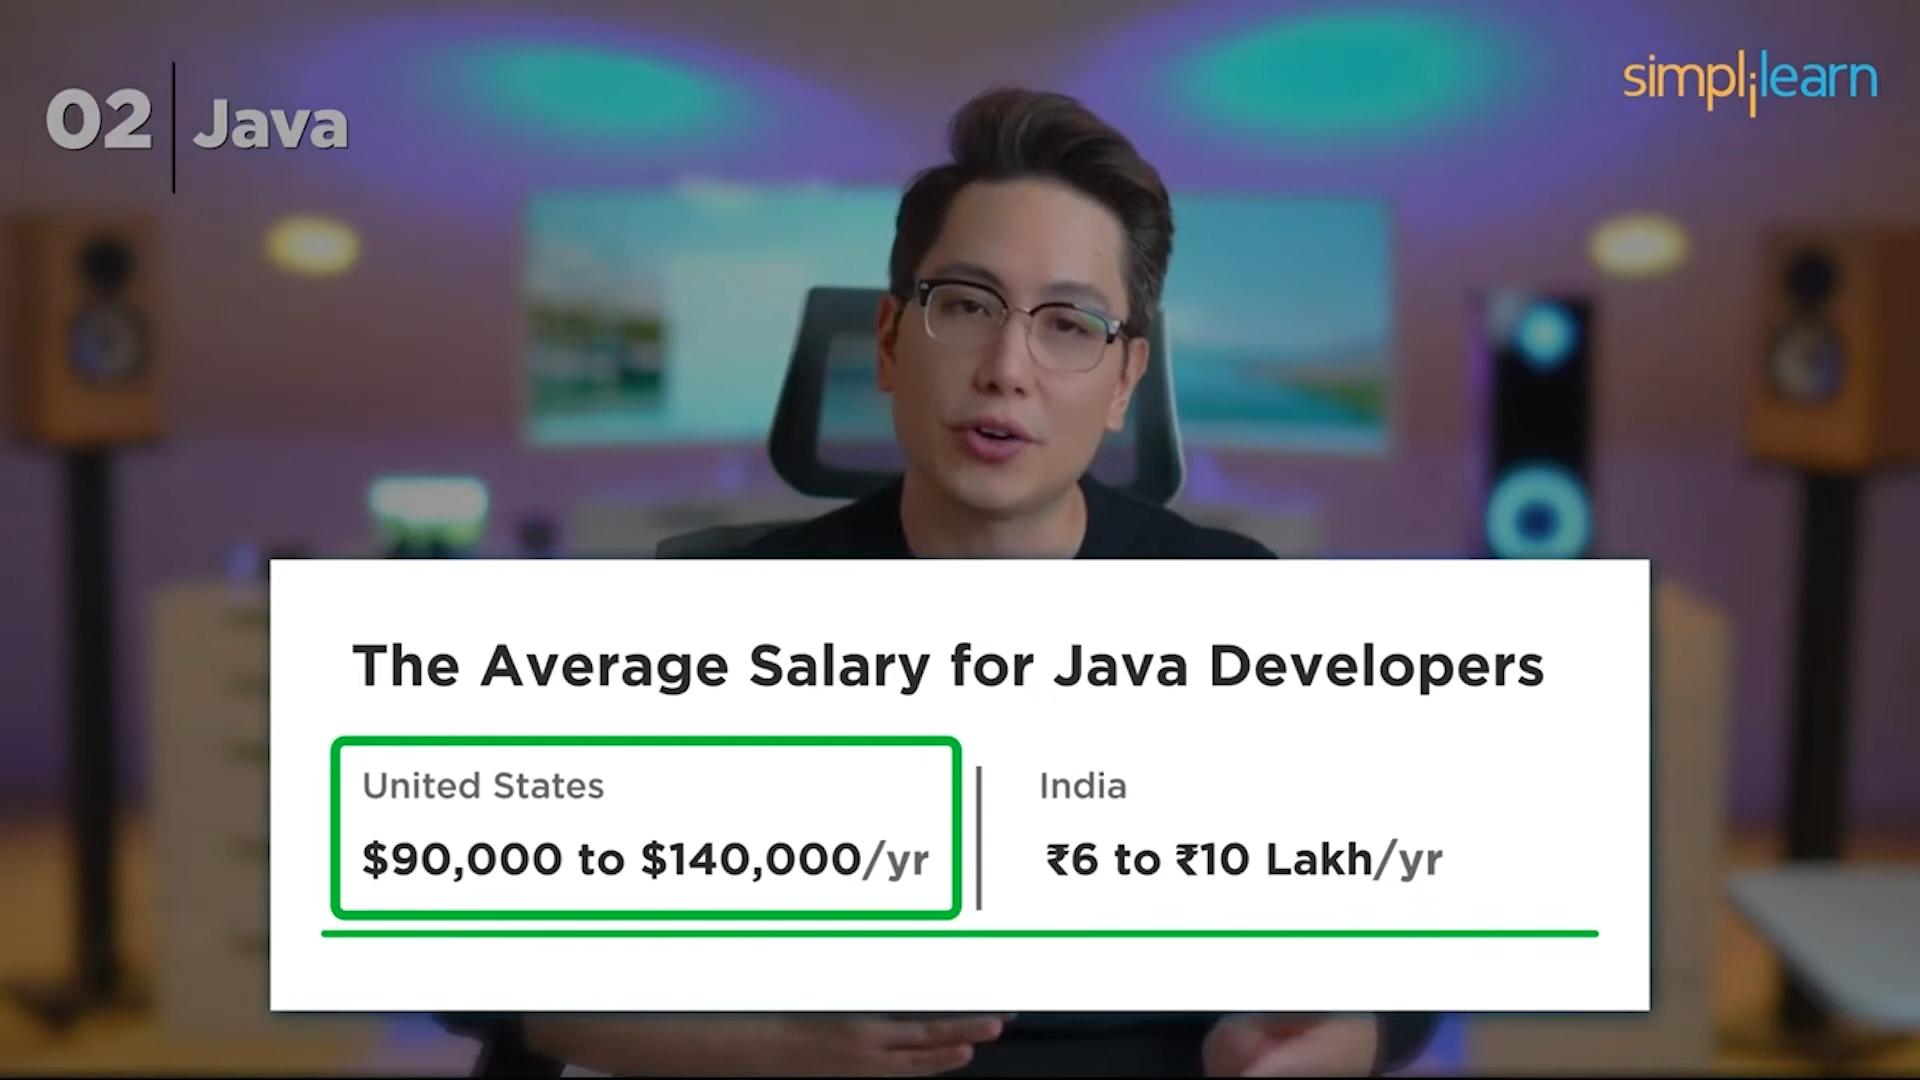 02 Java
simplilearn
The Average Salary for Java Developers
United States
$90,000 to $140,000/yr
India
₹6 to ₹10 Lakh/yr